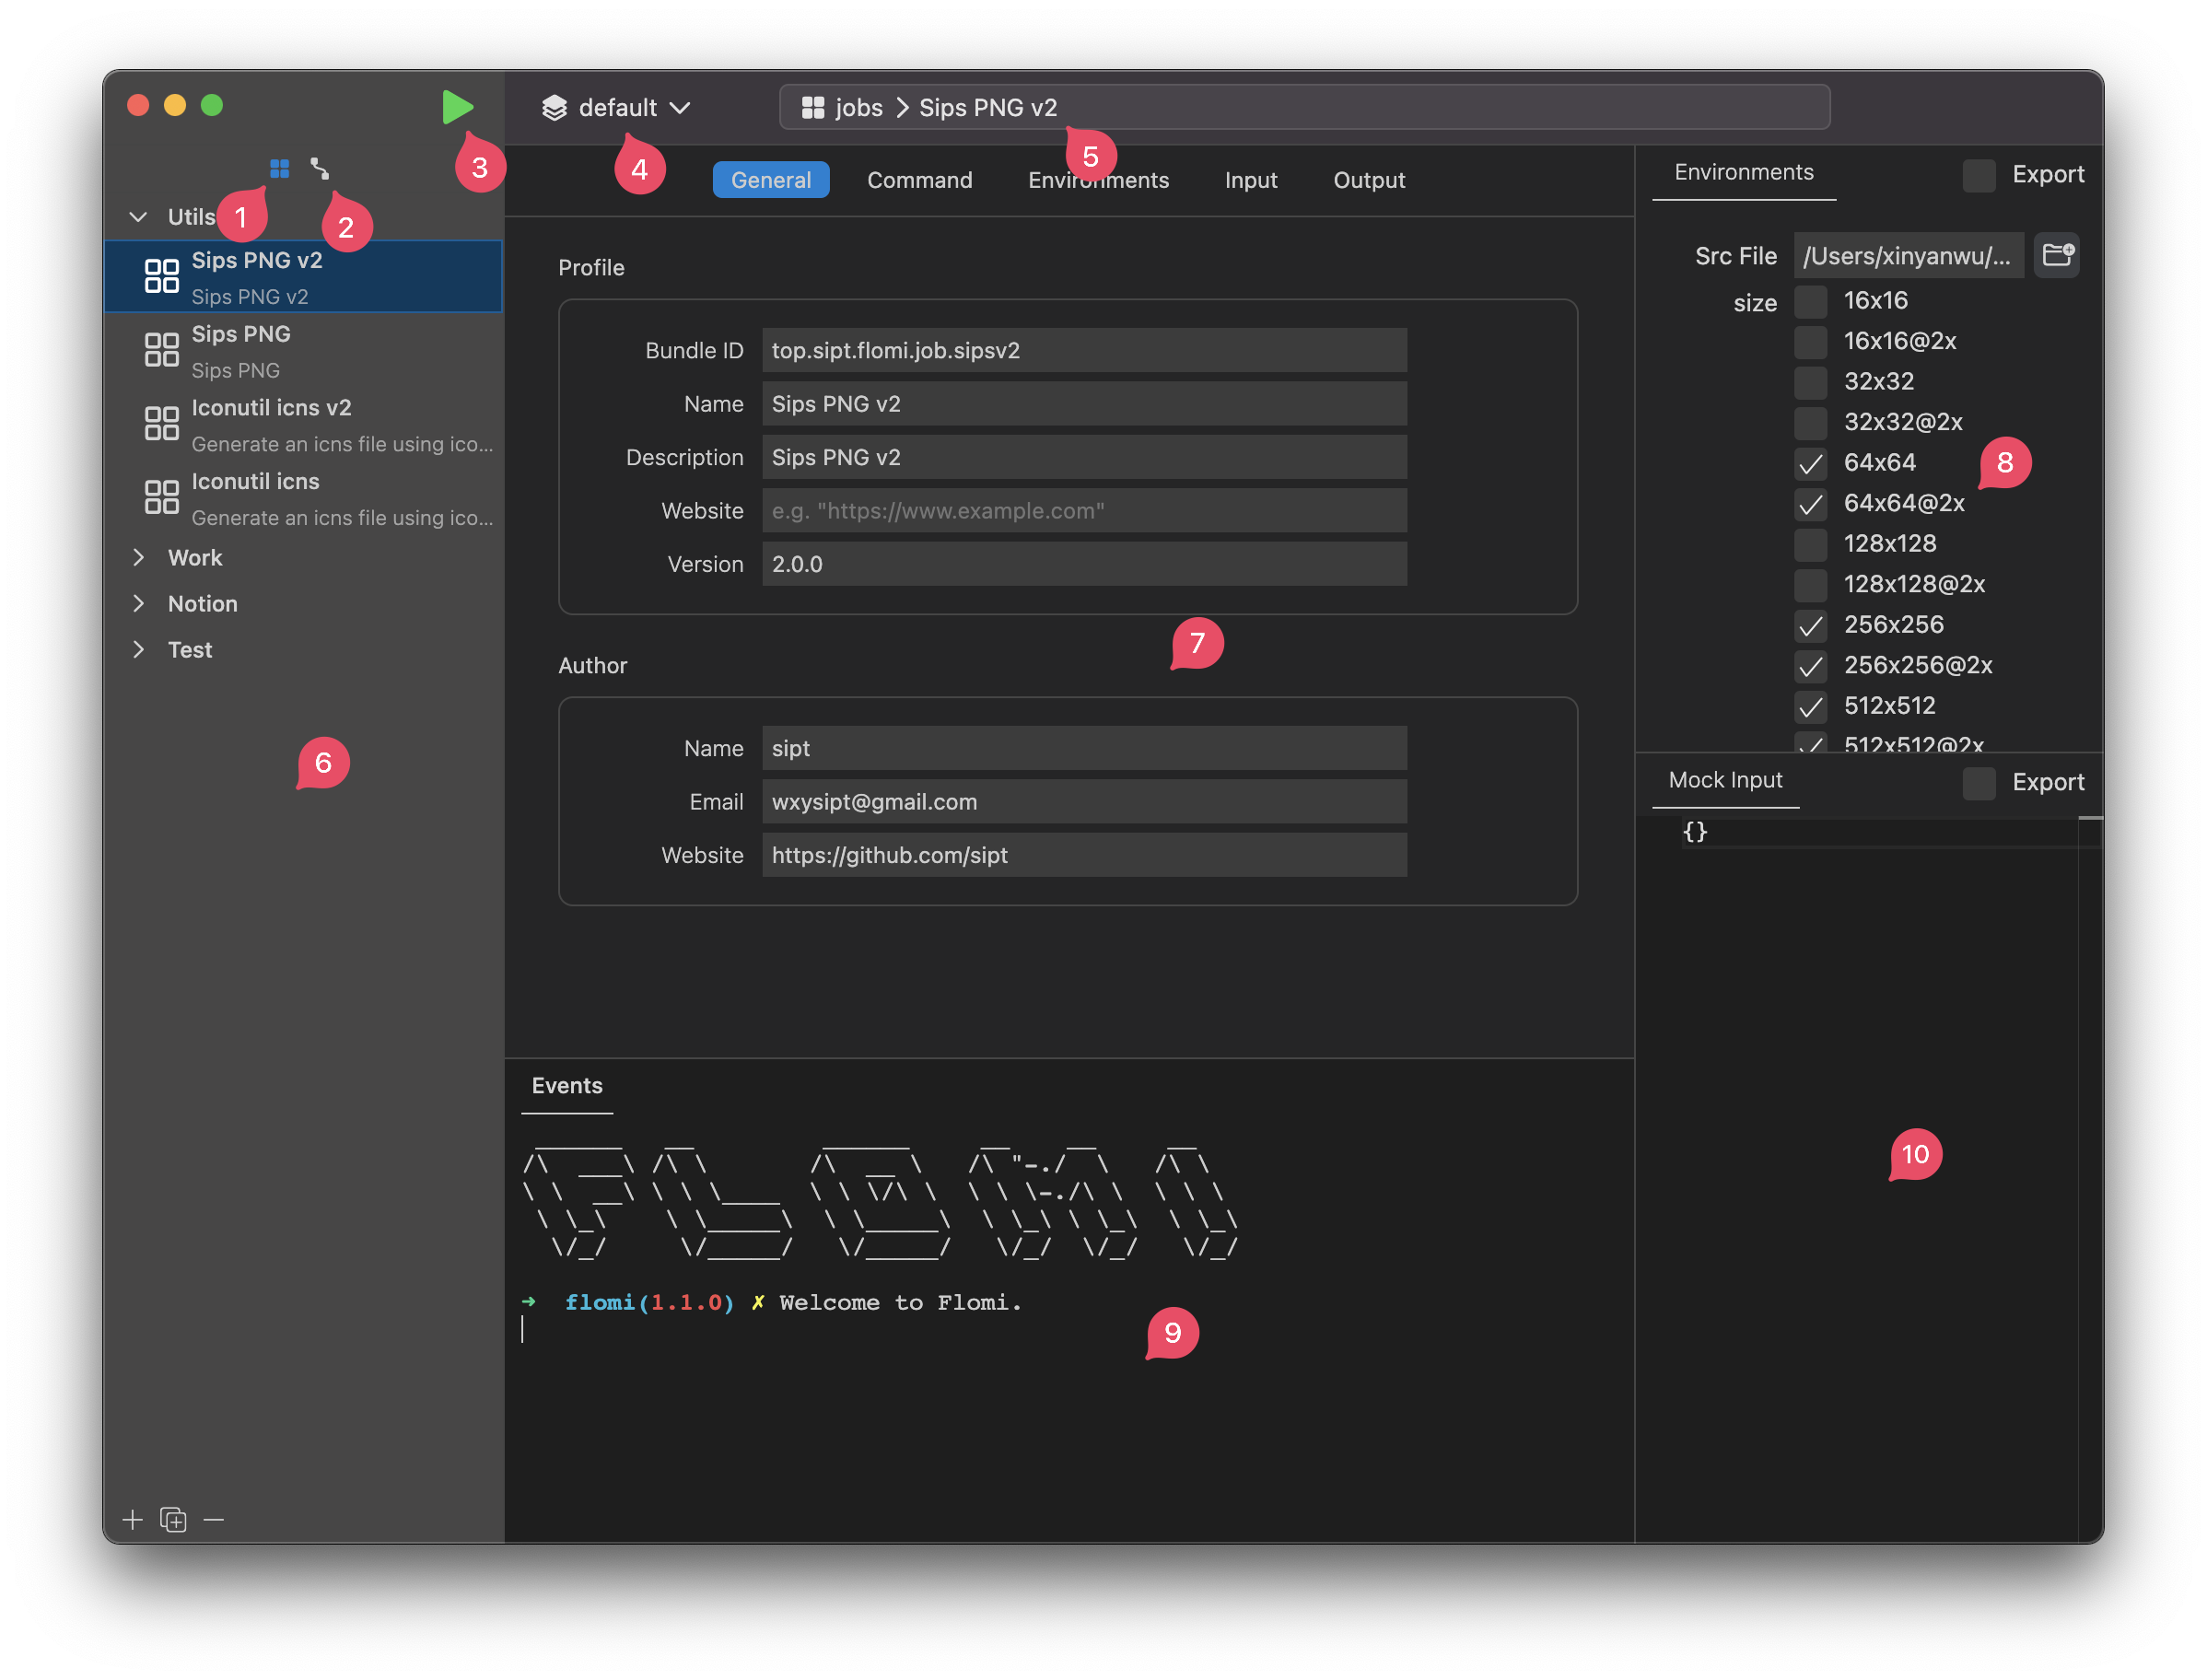 default
jobs > Sips PNG v2
3
4
5
1
2
Utils
Sips PNG v2
Sips PNG v2
Sips PNG
Sips PNG
Iconutil icns v2
Generate an icns file using ico...
Iconutil icns
Generate an icns file using ico...
Work
Notion
Test
6
General
Command
Environments
Input
Output
Profile
Bundle ID
top.sipt.flomi.job.sipsv2
Name
Sips PNG v2
Description
Sips PNG v2
Website
e.g. "https://www.example.com"
Version
2.0.0
7
Author
Name
sipt
Email
wxysipt@gmail.com
Website
https://github.com/sipt
Events
FLOMI
➜ flomi(1.1.0) ✗ Welcome to Flomi.
9
Environments
Export
Src File
/Users/xinyanwu/...
size
16x16
16x16@2x
32x32
32x32@2x
64x64
8
64x64@2x
128x128
128x128@2x
256x256
256x256@2x
512x512
512x512@2x
Mock Input
Export
{}
10